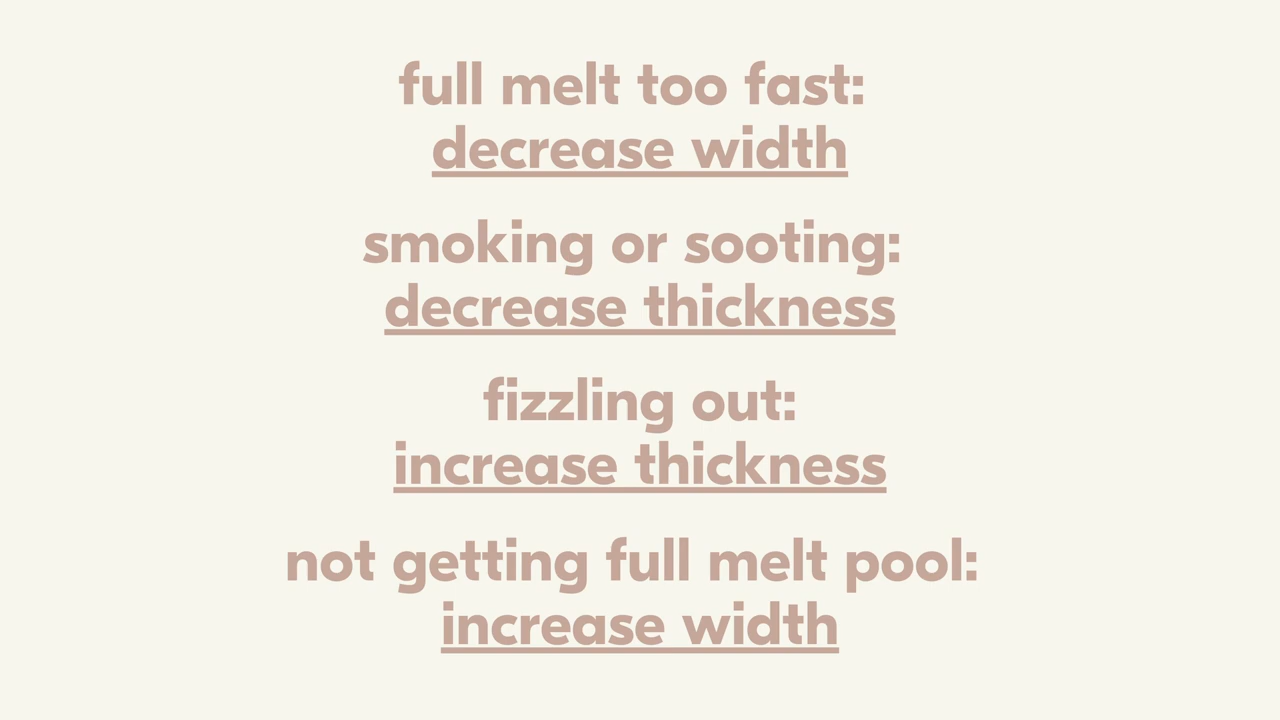 full melt too fast:
decrease width
smoking or sooting:
decrease thickness
fizzling out:
increase thickness
not getting full melt pool:
increase width